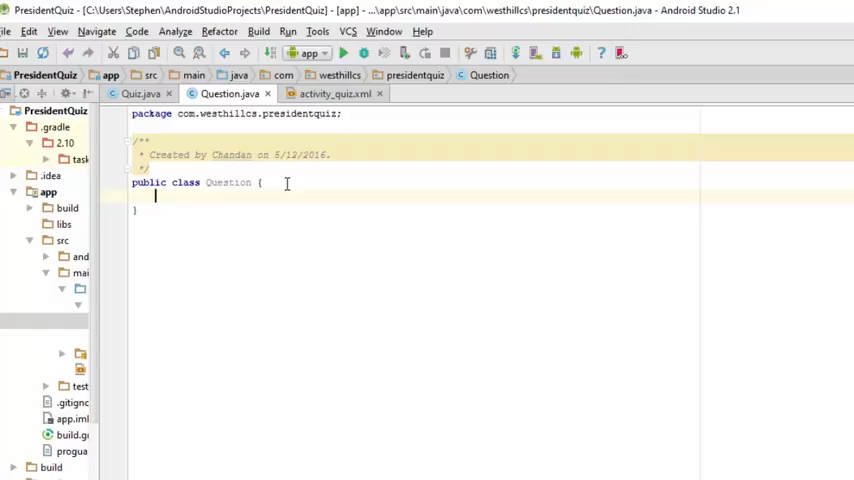 PresidentQuiz - [C:\Users\Stephen\AndroidStudioProjects\PresidentQuiz] - [app] - ...\app\src\main\java\com\westhillcs\presidentquiz\Question.java - Android Studio 2.1
ile Edit View Navigate Code Analyze Refactor Build Run Tools VCS Window Help
app
PresidentQuiz app src main java com westhillcs presidentquiz Question
Quiz.java Question.java activity_quiz.xml
PresidentQuiz
.gradle
2.10
task
.idea
app
build
libs
src
and
mai
test
.gitignc
app.iml
build.gr
progua
build
package com.westhillcs.presidentquiz;
/**
* Created by Chandan on 5/12/2016.
*/
public class Question {
}